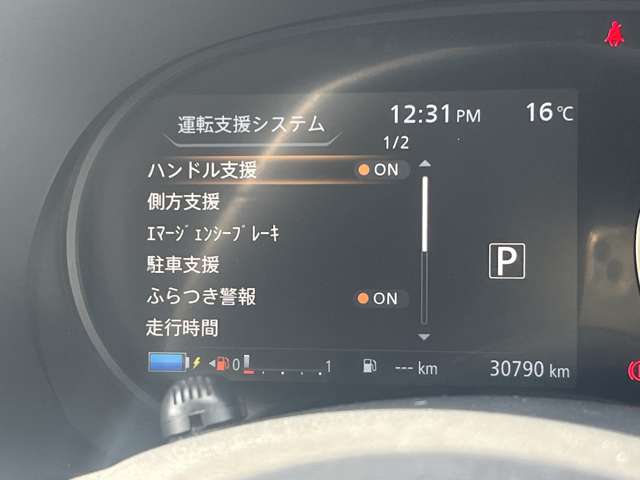 12:31 PM 16℃
運転支援システム
1/2
ハンドル支援 ON
側方支援
ｴﾏｰｼﾞｪﾝｼｰﾌﾞﾚｰｷ
駐車支援
P
ふらつき警報 ON
走行時間
0 1 --- km 30790 km